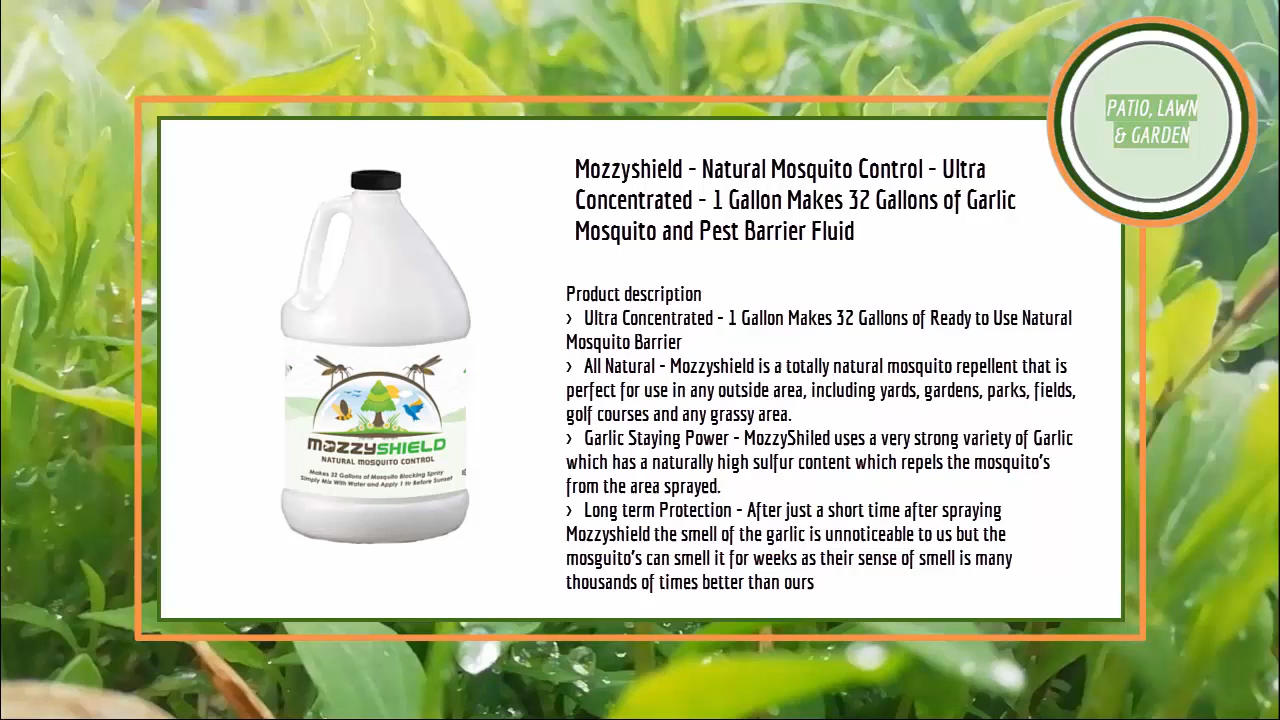 PATIO, LAWN
& GARDEN
Mozzyshield - Natural Mosquito Control - Ultra
Concentrated - 1 Gallon Makes 32 Gallons of Garlic
Mosquito and Pest Barrier Fluid
Product description
› Ultra Concentrated - 1 Gallon Makes 32 Gallons of Ready to Use Natural
Mosquito Barrier
› All Natural - Mozzyshield is a totally natural mosquito repellent that is
perfect for use in any outside area, including yards, gardens, parks, fields,
golf courses and any grassy area.
› Garlic Staying Power - MozzyShiled uses a very strong variety of Garlic
which has a naturally high sulfur content which repels the mosquito's
from the area sprayed.
› Long term Protection - After just a short time after spraying
Mozzyshield the smell of the garlic is unnoticeable to us but the
mosguito's can smell it for weeks as their sense of smell is many
thousands of times better than ours
MOZZYSHIELD
NATURAL MOSQUITO CONTROL
Makes 32 Gallons of Mosquito Blocking Spray
Simply Mix With Water and Apply 1 Hr Before Sunset